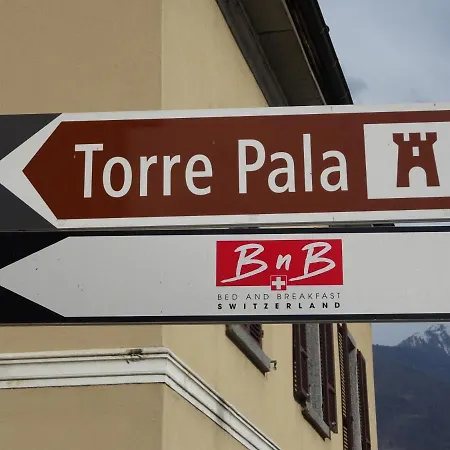 Torre Pala
BnB
BED AND BREAKFAST
SWITZERLAND